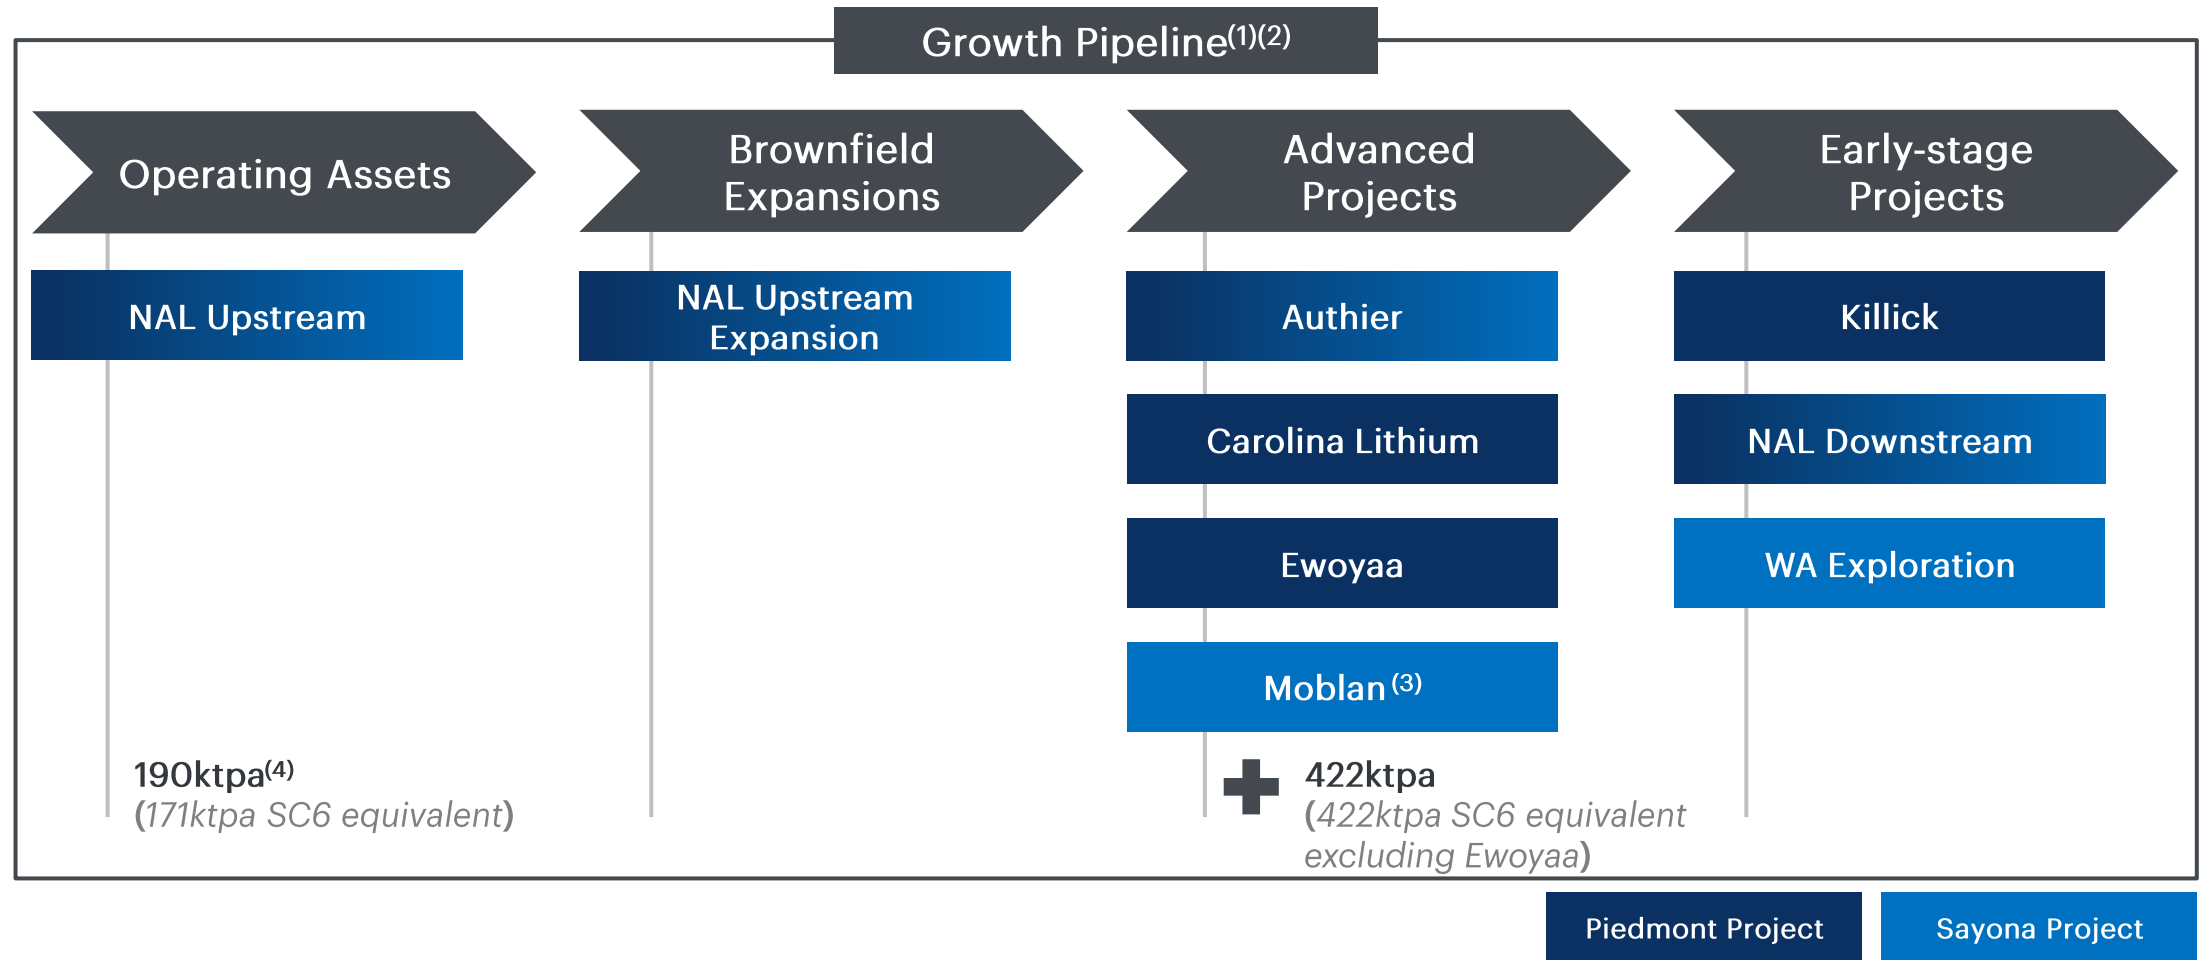 Growth Pipeline(1)(2)
Operating Assets
Brownfield
Expansions
Advanced
Projects
Early-stage
Projects
NAL Upstream
NAL Upstream
Expansion
Authier
Killick
Carolina Lithium
NAL Downstream
Ewoyaa
WA Exploration
Moblan (3)
190ktpa(4)
(171ktpa SC6 equivalent)
422ktpa
(422ktpa SC6 equivalent
excluding Ewoyaa)
Piedmont Project
Sayona Project